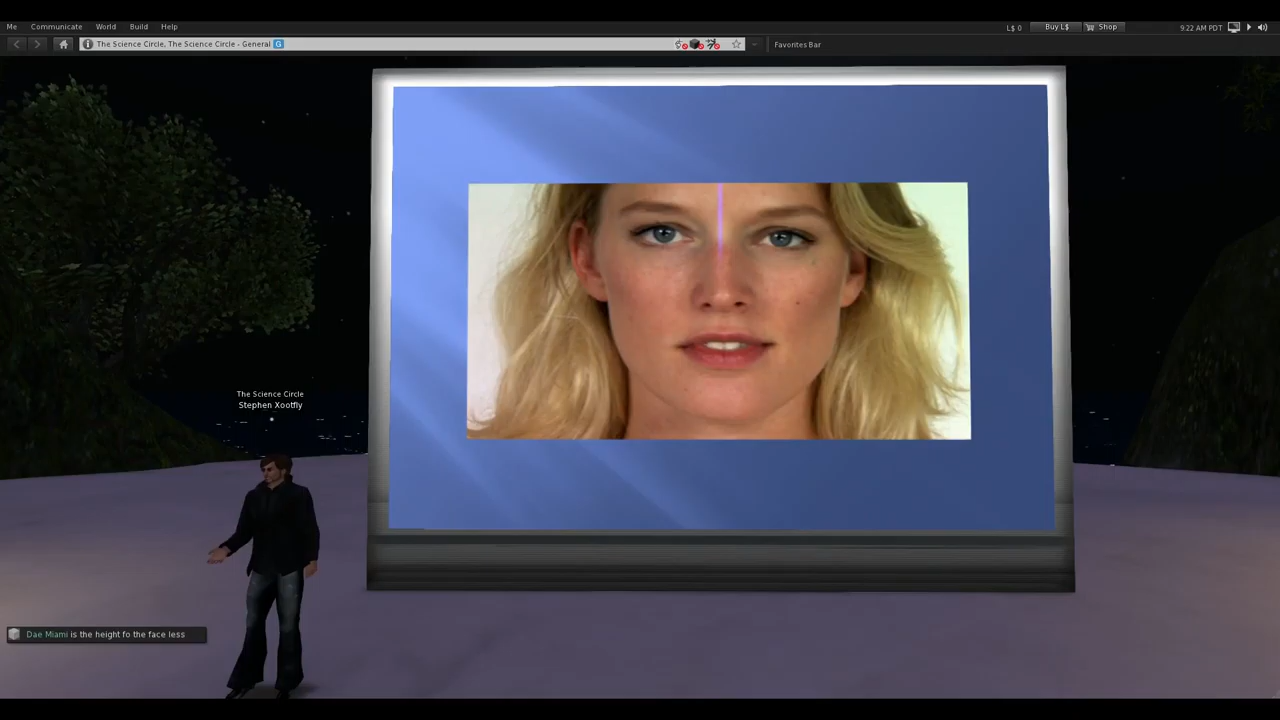 Me Communicate World Build Help L$ 0 Buy L$ Shop 9:22 AM PDT
The Science Circle, The Science Circle - General G Favorites Bar
The Science Circle
Stephen Xootfly
Dae Miami is the height fo the face less